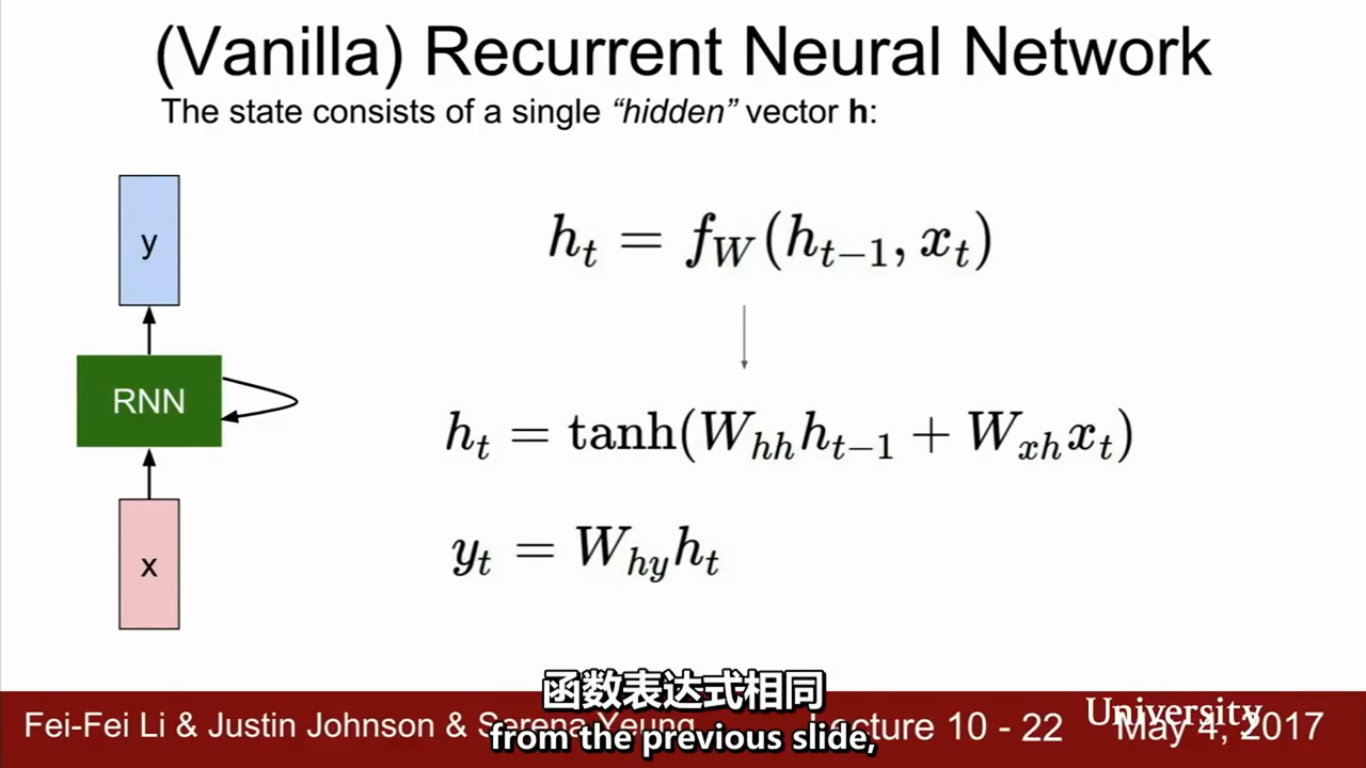 (Vanilla) Recurrent Neural Network
The state consists of a single “hidden” vector h:
y
RNN
x
h_t = f_W(h_{t−1}, x_t)
h_t = tanh(W_{hh}h_{t−1} + W_{xh}x_t)
y_t = W_{hy}h_t
函数表达式相同
from the previous slide,
Fei-Fei Li & Justin Johnson & Serena Yeung
Lecture 10 - 22
University
May 4, 2017